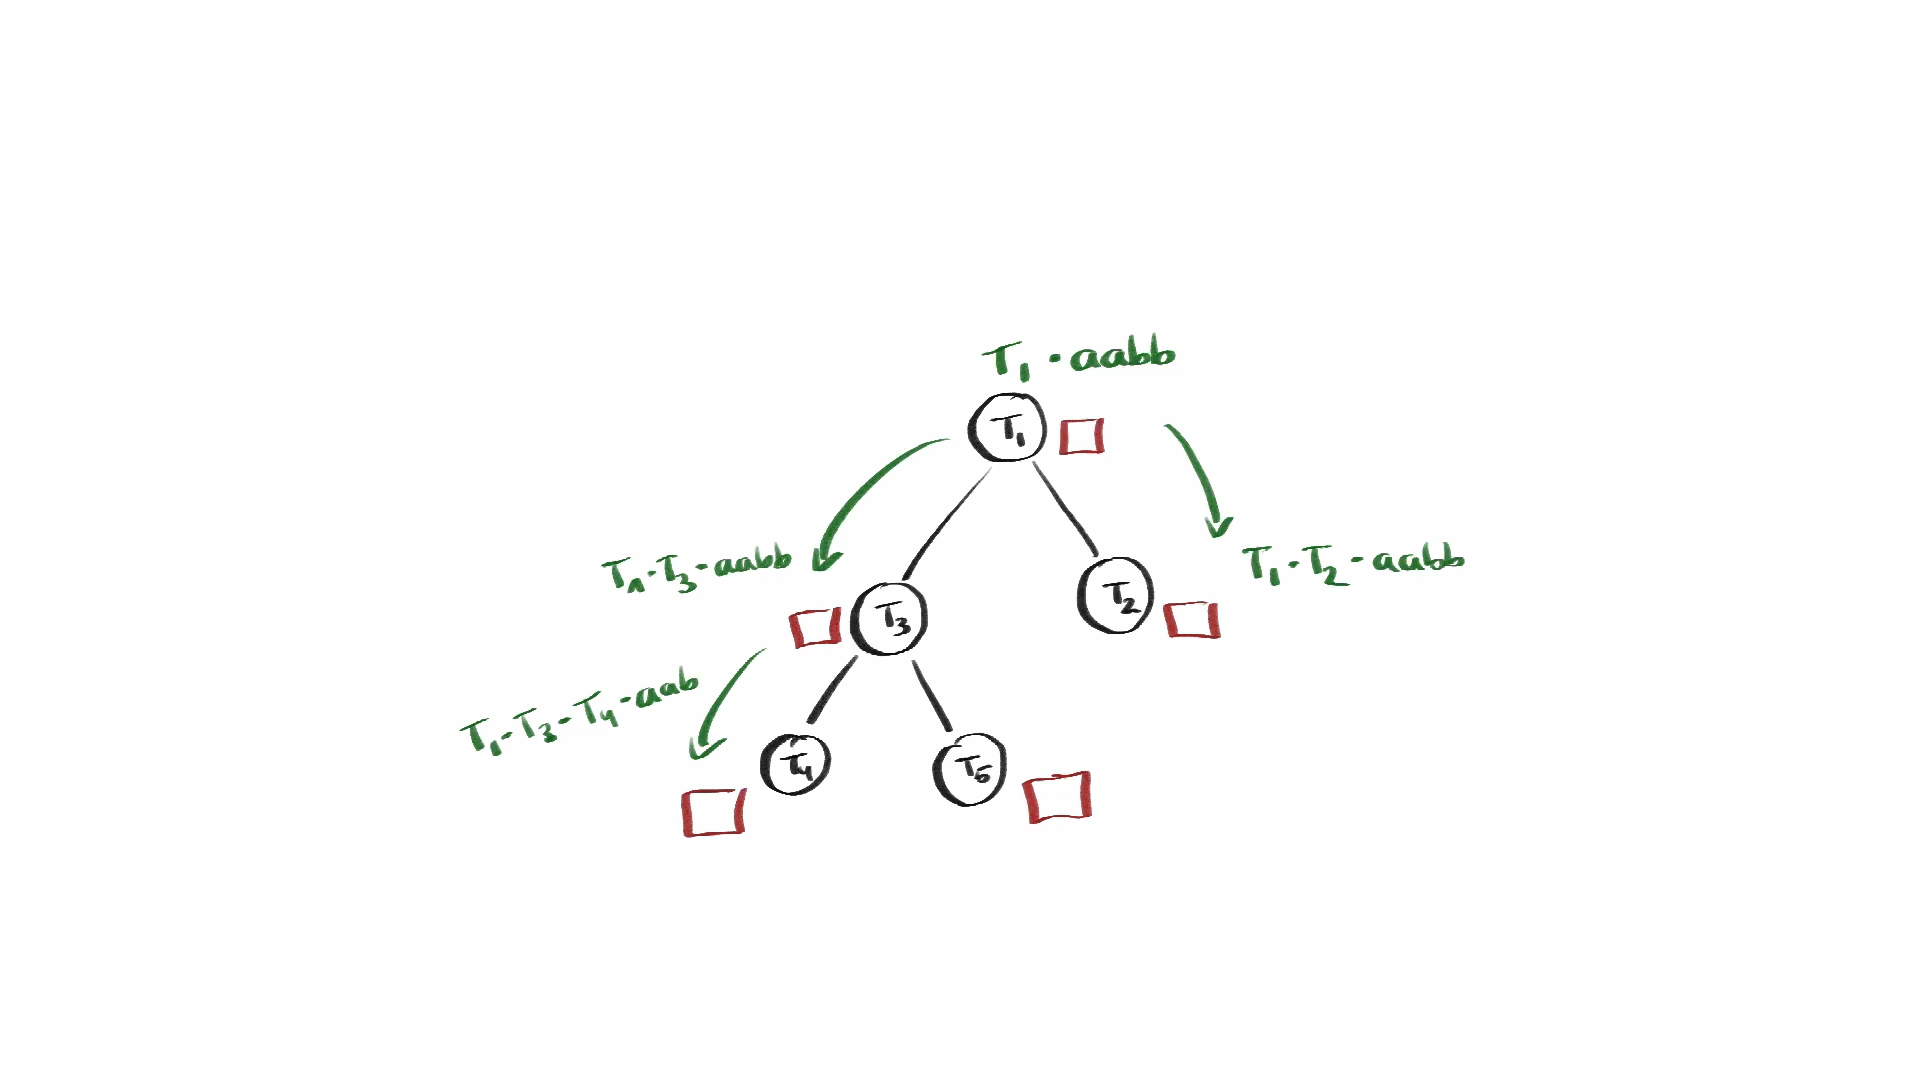 T₁ · aabb
T₁
T₁-T₃-aabb
T₁-T₂-aabb
T₃
T₂
T₁-T₃-T₄-aab
T₄
T₅